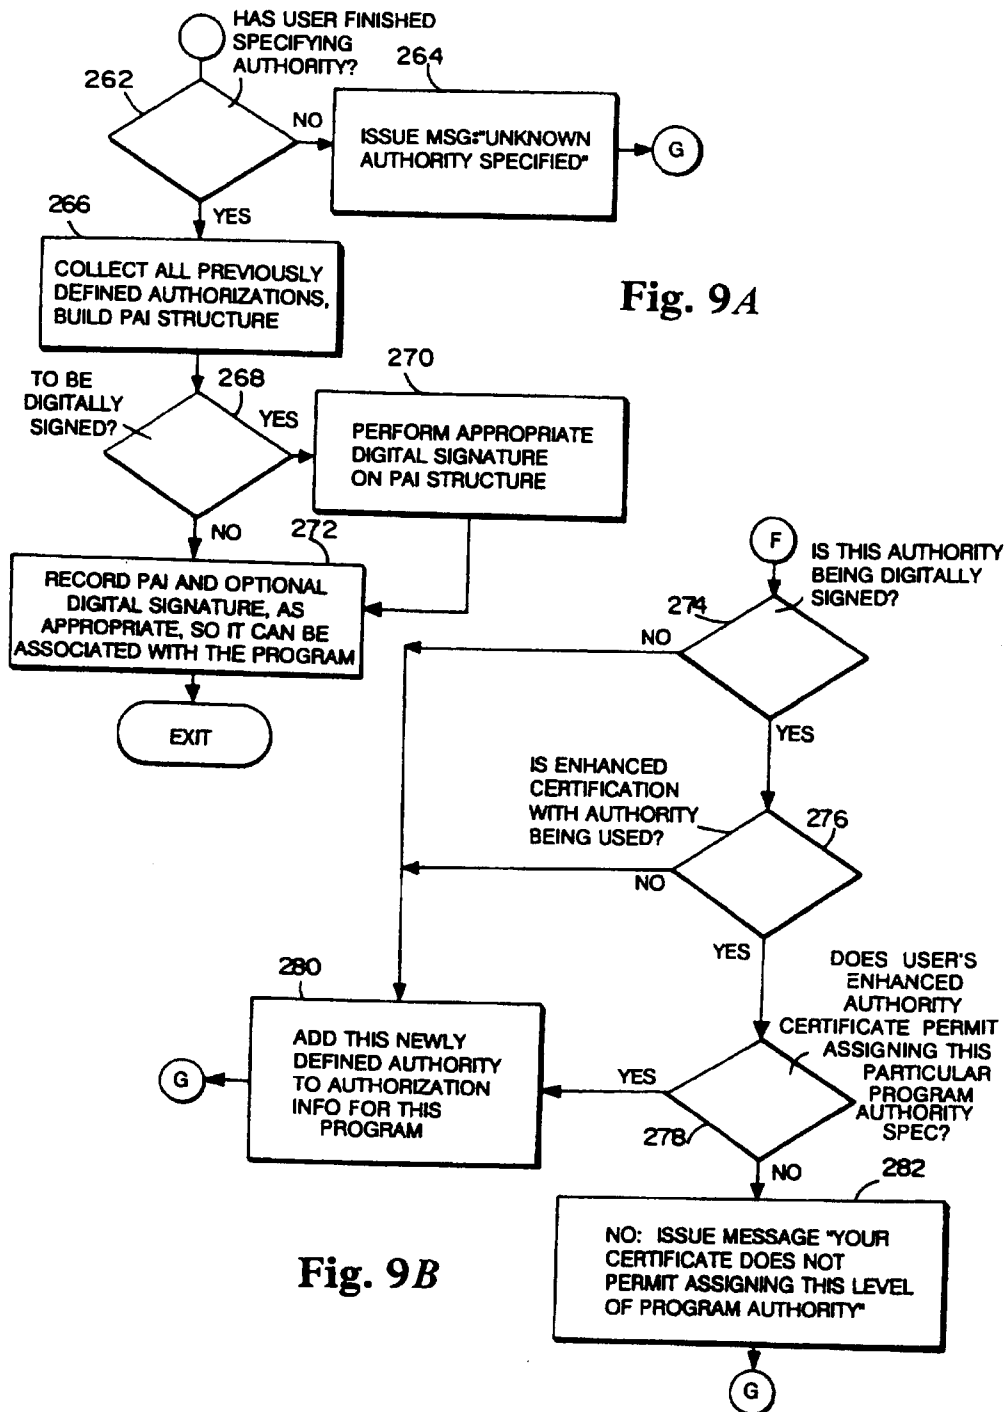 HAS USER FINISHED
SPECIFYING
AUTHORITY?
262
264
NO
ISSUE MSG:"UNKNOWN
AUTHORITY SPECIFIED"
G
YES
266
COLLECT ALL PREVIOUSLY
DEFINED AUTHORIZATIONS,
BUILD PAI STRUCTURE
Fig. 9A
TO BE
DIGITALLY
SIGNED?
268
YES
270
PERFORM APPROPRIATE
DIGITAL SIGNATURE
ON PAI STRUCTURE
NO
272
RECORD PAI AND OPTIONAL
DIGITAL SIGNATURE, AS
APPROPRIATE, SO IT CAN BE
ASSOCIATED WITH THE PROGRAM
EXIT
F
IS THIS AUTHORITY
BEING DIGITALLY
SIGNED?
274
NO
YES
IS ENHANCED
CERTIFICATION
WITH AUTHORITY
BEING USED?
276
NO
YES
DOES USER'S
ENHANCED
AUTHORITY
CERTIFICATE PERMIT
ASSIGNING THIS
PARTICULAR
PROGRAM
AUTHORITY
SPEC?
278
YES
280
ADD THIS NEWLY
DEFINED AUTHORITY
TO AUTHORIZATION
INFO FOR THIS
PROGRAM
G
NO
282
NO: ISSUE MESSAGE "YOUR
CERTIFICATE DOES NOT
PERMIT ASSIGNING THIS LEVEL
OF PROGRAM AUTHORITY"
G
Fig. 9B